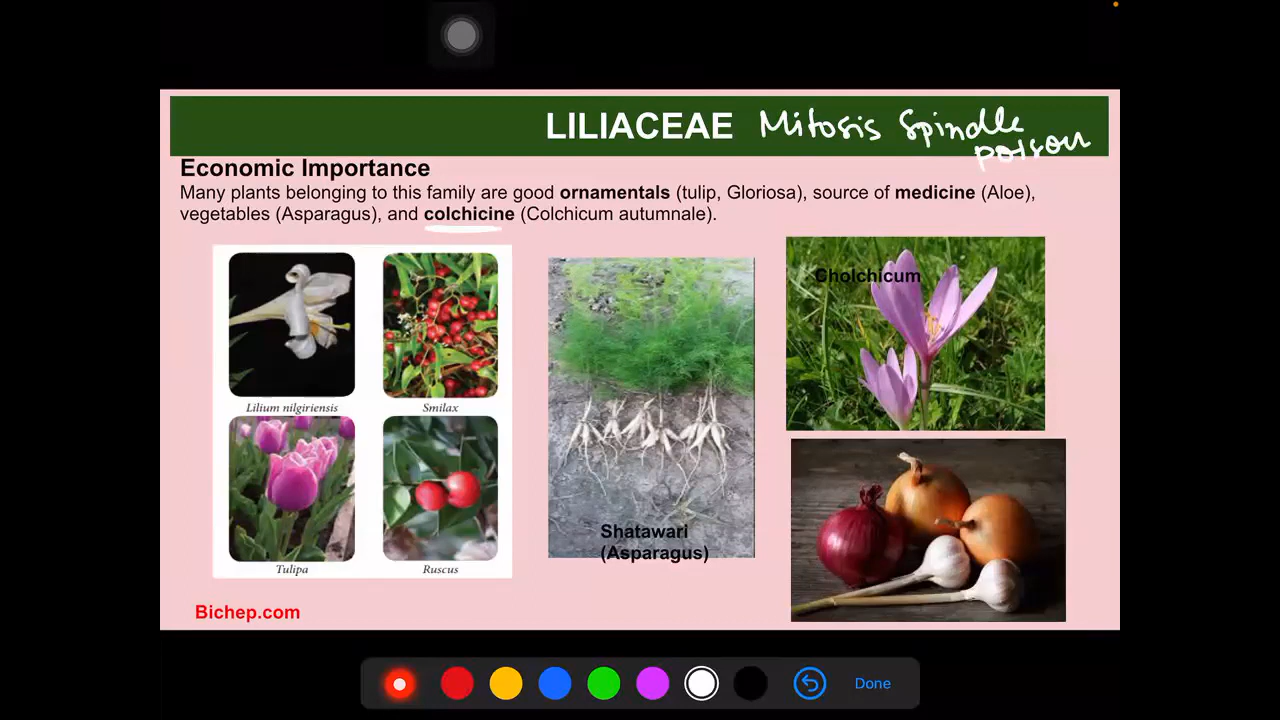 LILIACEAE Mitosis Spindle
poison
Economic Importance
Many plants belonging to this family are good ornamentals (tulip, Gloriosa), source of medicine (Aloe),
vegetables (Asparagus), and colchicine (Colchicum autumnale).
Cholchicum
Lilium nilgiriensis
Smilax
Shatawari
(Asparagus)
Tulipa
Ruscus
Bichep.com
Done